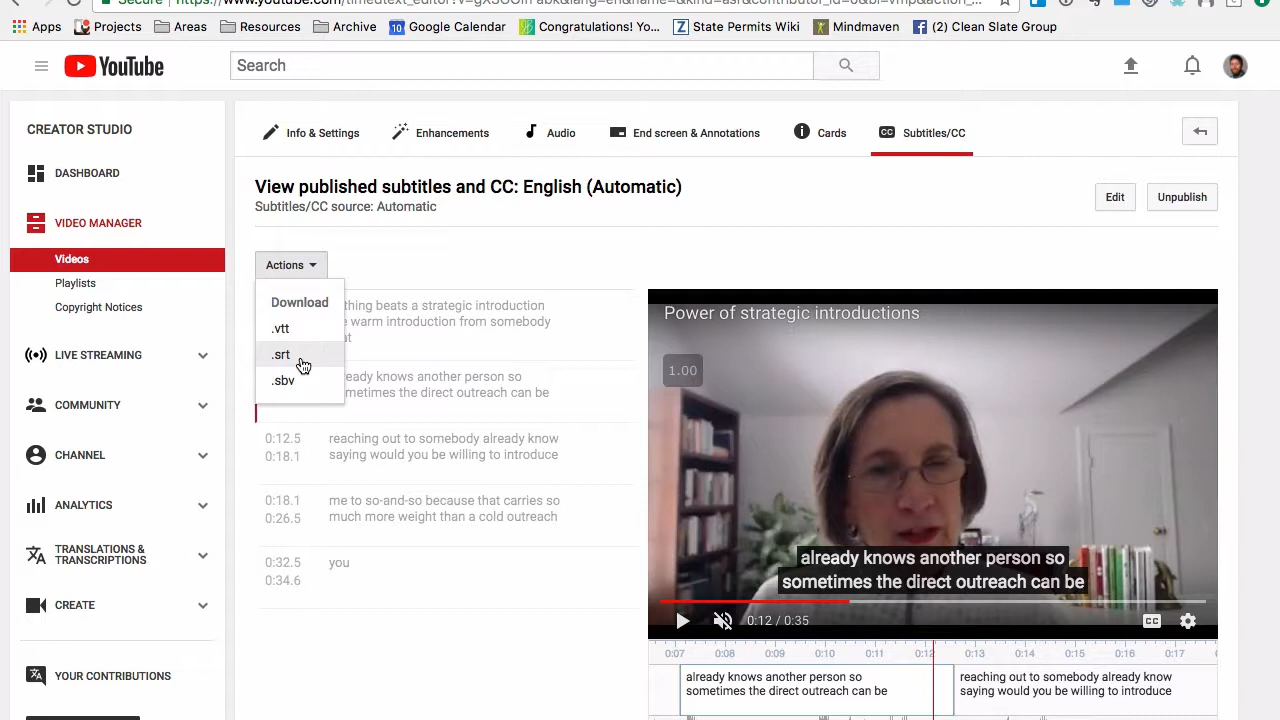 Secure
https://www.youtube.com/timedtext_editor?v=
Apps
Projects
Areas
Resources
Archive
10
Google Calendar
Congratulations! Yo...
Z
State Permits Wiki
Mindmaven
(2) Clean Slate Group
YouTube
Search
CREATOR STUDIO
DASHBOARD
VIDEO MANAGER
Videos
Playlists
Copyright Notices
LIVE STREAMING
COMMUNITY
CHANNEL
ANALYTICS
TRANSLATIONS &
TRANSCRIPTIONS
CREATE
YOUR CONTRIBUTIONS
Info & Settings
Enhancements
Audio
End screen & Annotations
Cards
CC
Subtitles/CC
View published subtitles and CC: English (Automatic)
Subtitles/CC source: Automatic
Edit
Unpublish
Actions
Download
.vtt
.srt
.sbv
thing beats a strategic introduction
warm introduction from somebody
at
eady knows another person so
metimes the direct outreach can be
0:12.5
reaching out to somebody already know
0:18.1
saying would you be willing to introduce
0:18.1
me to so-and-so because that carries so
0:26.5
much more weight than a cold outreach
0:32.5
you
0:34.6
Power of strategic introductions
1.00
already knows another person so
sometimes the direct outreach can be
0:12 / 0:35
CC
0:07
0:08
0:09
0:10
0:11
0:12
0:13
0:14
0:15
0:16
0:17
already knows another person so
sometimes the direct outreach can be
reaching out to somebody already know
saying would you be willing to introduce